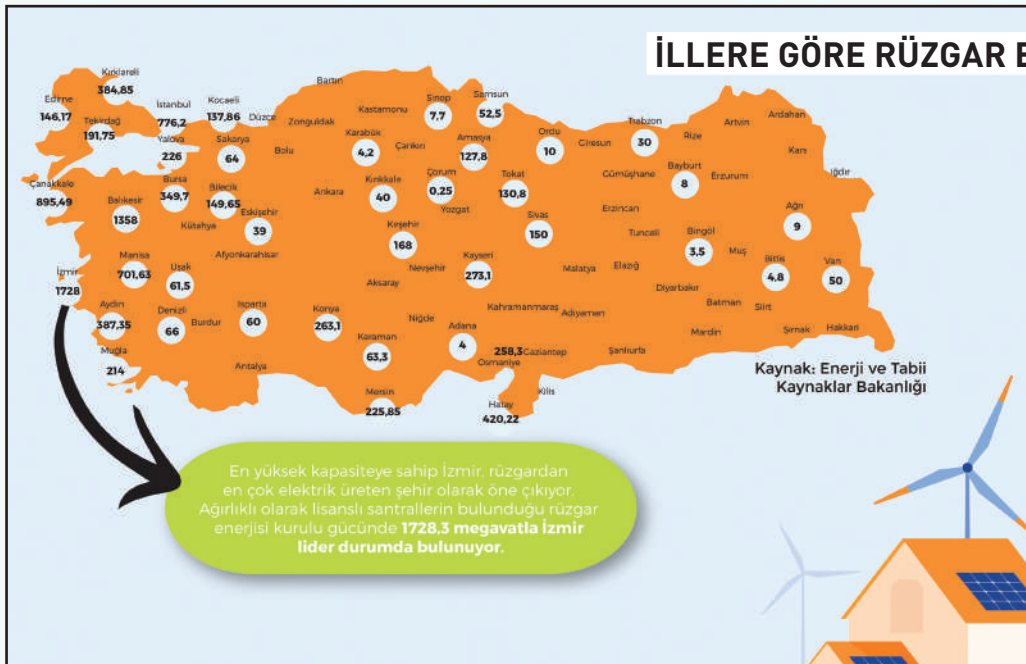 İLLERE GÖRE RÜZGAR E
Kırklareli
384,85
Edirne
146,17
Tekirdağ
191,75
İstanbul
776,2
Kocaeli
137,86
Düzce
Zonguldak
Bartın
Kastamonu
Sinop
7,7
Samsun
52,5
Yalova
226
Sakarya
64
Bolu
Karabük
4,2
Çankırı
Amasya
127,8
Ordu
10
Giresun
Trabzon
30
Rize
Artvin
Ardahan
Kars
Iğdır
Çanakkale
895,49
Balıkesir
1358
Bursa
349,7
Bilecik
149,65
Kütahya
Eskişehir
39
Ankara
Kırıkkale
40
Çorum
0,25
Yozgat
Tokat
130,8
Sivas
150
Gümüşhane
Bayburt
8
Erzurum
Erzincan
Tunceli
Bingöl
3,5
Muş
Ağrı
9
Bitlis
4,8
Van
50
İzmir
1728
Manisa
701,63
Uşak
61,5
Afyonkarahisar
Kırşehir
168
Nevşehir
Aksaray
Kayseri
273,1
Malatya
Elazığ
Diyarbakır
Batman
Siirt
Aydın
387,35
Denizli
66
Burdur
Isparta
60
Konya
263,1
Niğde
Kahramanmaraş
Adıyaman
Mardin
Şırnak
Hakkari
Muğla
214
Antalya
Karaman
63,3
Adana
4
258,3
Osmaniye
Gaziantep
Şanlıurfa
Kilis
Mersin
225,85
Hatay
420,22
Kaynak: Enerji ve Tabii
Kaynaklar Bakanlığı
En yüksek kapasiteye sahip İzmir, rüzgardan
en çok elektrik üreten şehir olarak öne çıkıyor.
Ağırlıklı olarak lisanslı santrallerin bulunduğu rüzgar
enerjisi kurulu gücünde 1728,3 megavatla İzmir
lider durumda bulunuyor.